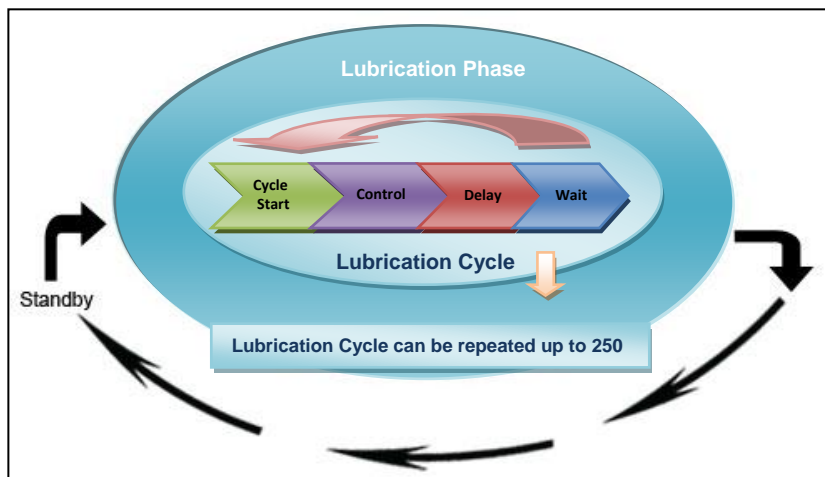 Lubrication Phase
Cycle
Start
Control
Delay
Wait
Lubrication Cycle
Standby
Lubrication Cycle can be repeated up to 250